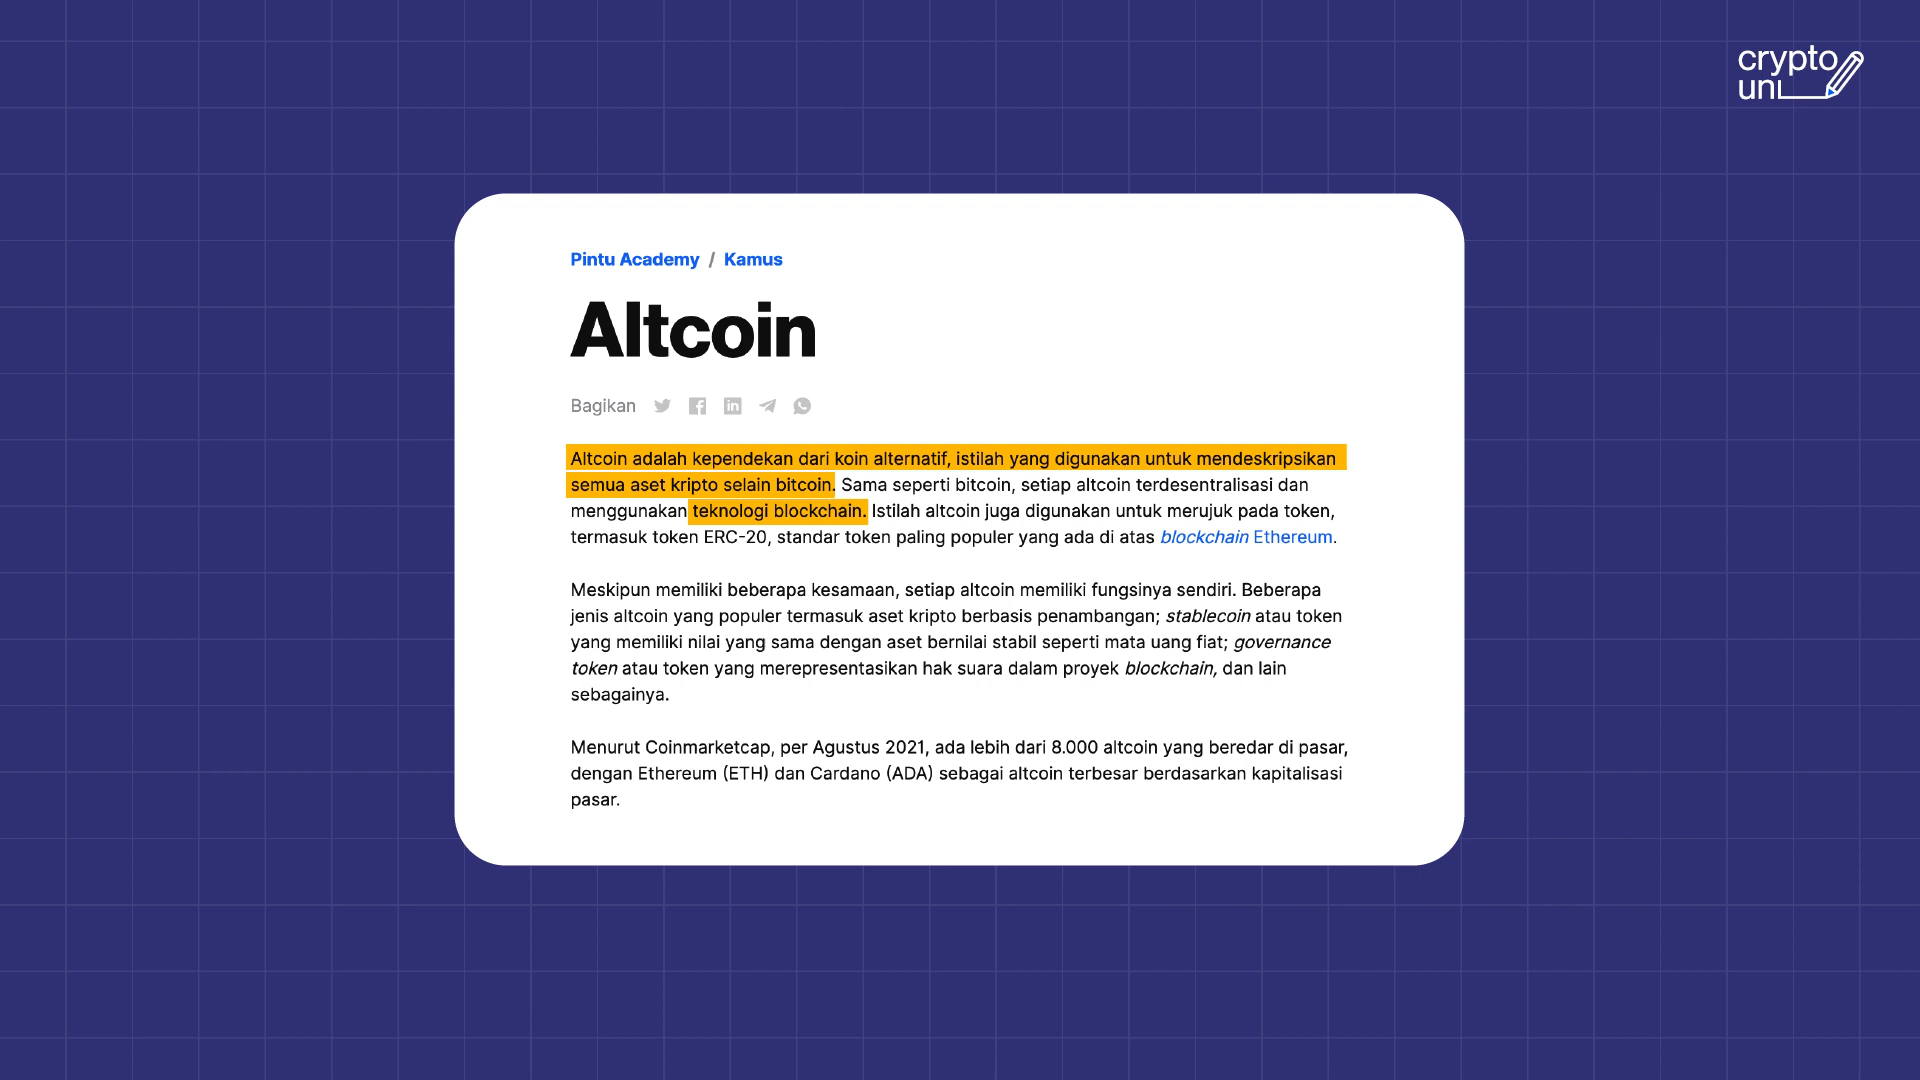 crypto
uni
Pintu Academy / Kamus
Altcoin
Bagikan
Altcoin adalah kependekan dari koin alternatif, istilah yang digunakan untuk mendeskripsikan
semua aset kripto selain bitcoin. Sama seperti bitcoin, setiap altcoin terdesentralisasi dan
menggunakan teknologi blockchain. Istilah altcoin juga digunakan untuk merujuk pada token,
termasuk token ERC-20, standar token paling populer yang ada di atas blockchain Ethereum.
Meskipun memiliki beberapa kesamaan, setiap altcoin memiliki fungsinya sendiri. Beberapa
jenis altcoin yang populer termasuk aset kripto berbasis penambangan; stablecoin atau token
yang memiliki nilai yang sama dengan aset bernilai stabil seperti mata uang fiat; governance
token atau token yang merepresentasikan hak suara dalam proyek blockchain, dan lain
sebagainya.
Menurut Coinmarketcap, per Agustus 2021, ada lebih dari 8.000 altcoin yang beredar di pasar,
dengan Ethereum (ETH) dan Cardano (ADA) sebagai altcoin terbesar berdasarkan kapitalisasi
pasar.